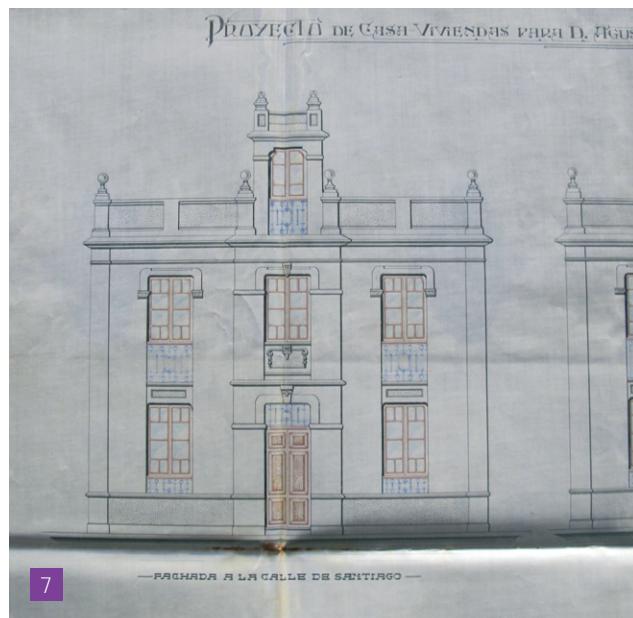 PROYECTO DE CASA VIVIENDAS PARA D. AGUS
FACHADA A LA CALLE DE SANTIAGO
7